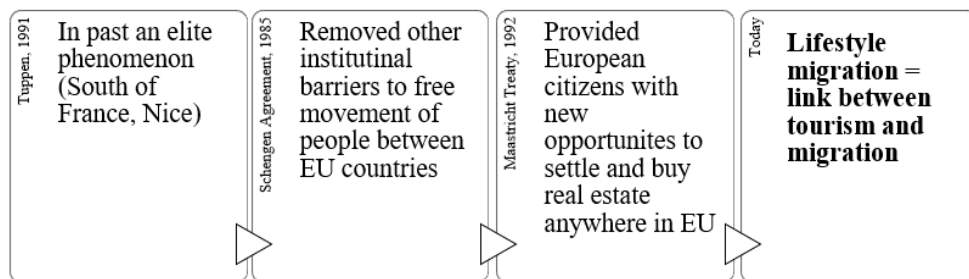 Tuppen, 1991
In past an elite
phenomenon
(South of
France, Nice)
Schengen Agreement, 1985
Removed other
institutinal
barriers to free
movement of
people between
EU countries
Maastricht Treaty, 1992
Provided
European
citizens with
new
opportunites to
settle and buy
real estate
anywhere in EU
Today
Lifestyle
migration =
link between
tourism and
migration